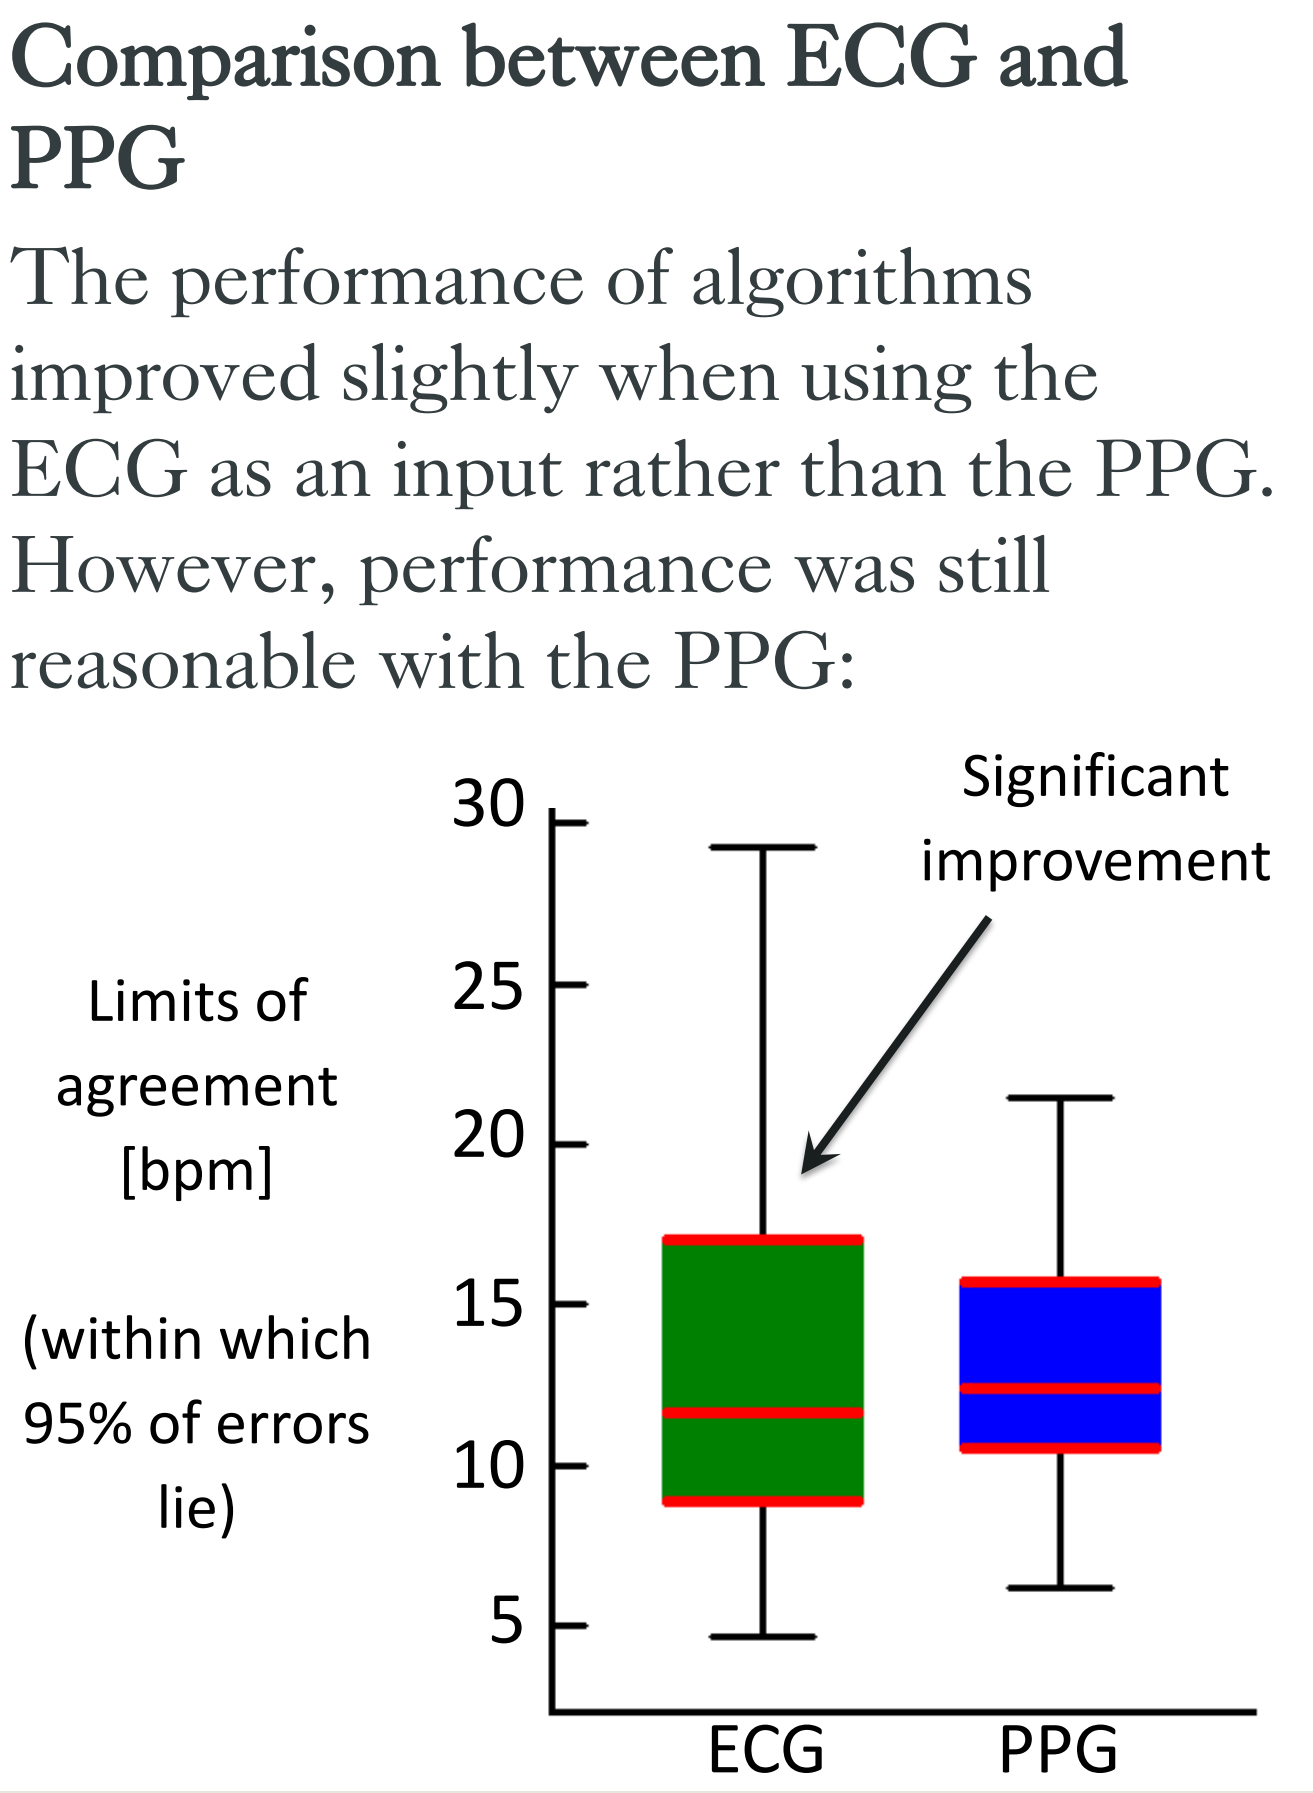 Comparison between ECG and
PPG
The performance of algorithms
improved slightly when using the
ECG as an input rather than the PPG.
However, performance was still
reasonable with the PPG:
Significant
improvement
30
25
20
15
10
5
Limits of
agreement
[bpm]
(within which
95% of errors
lie)
ECG PPG